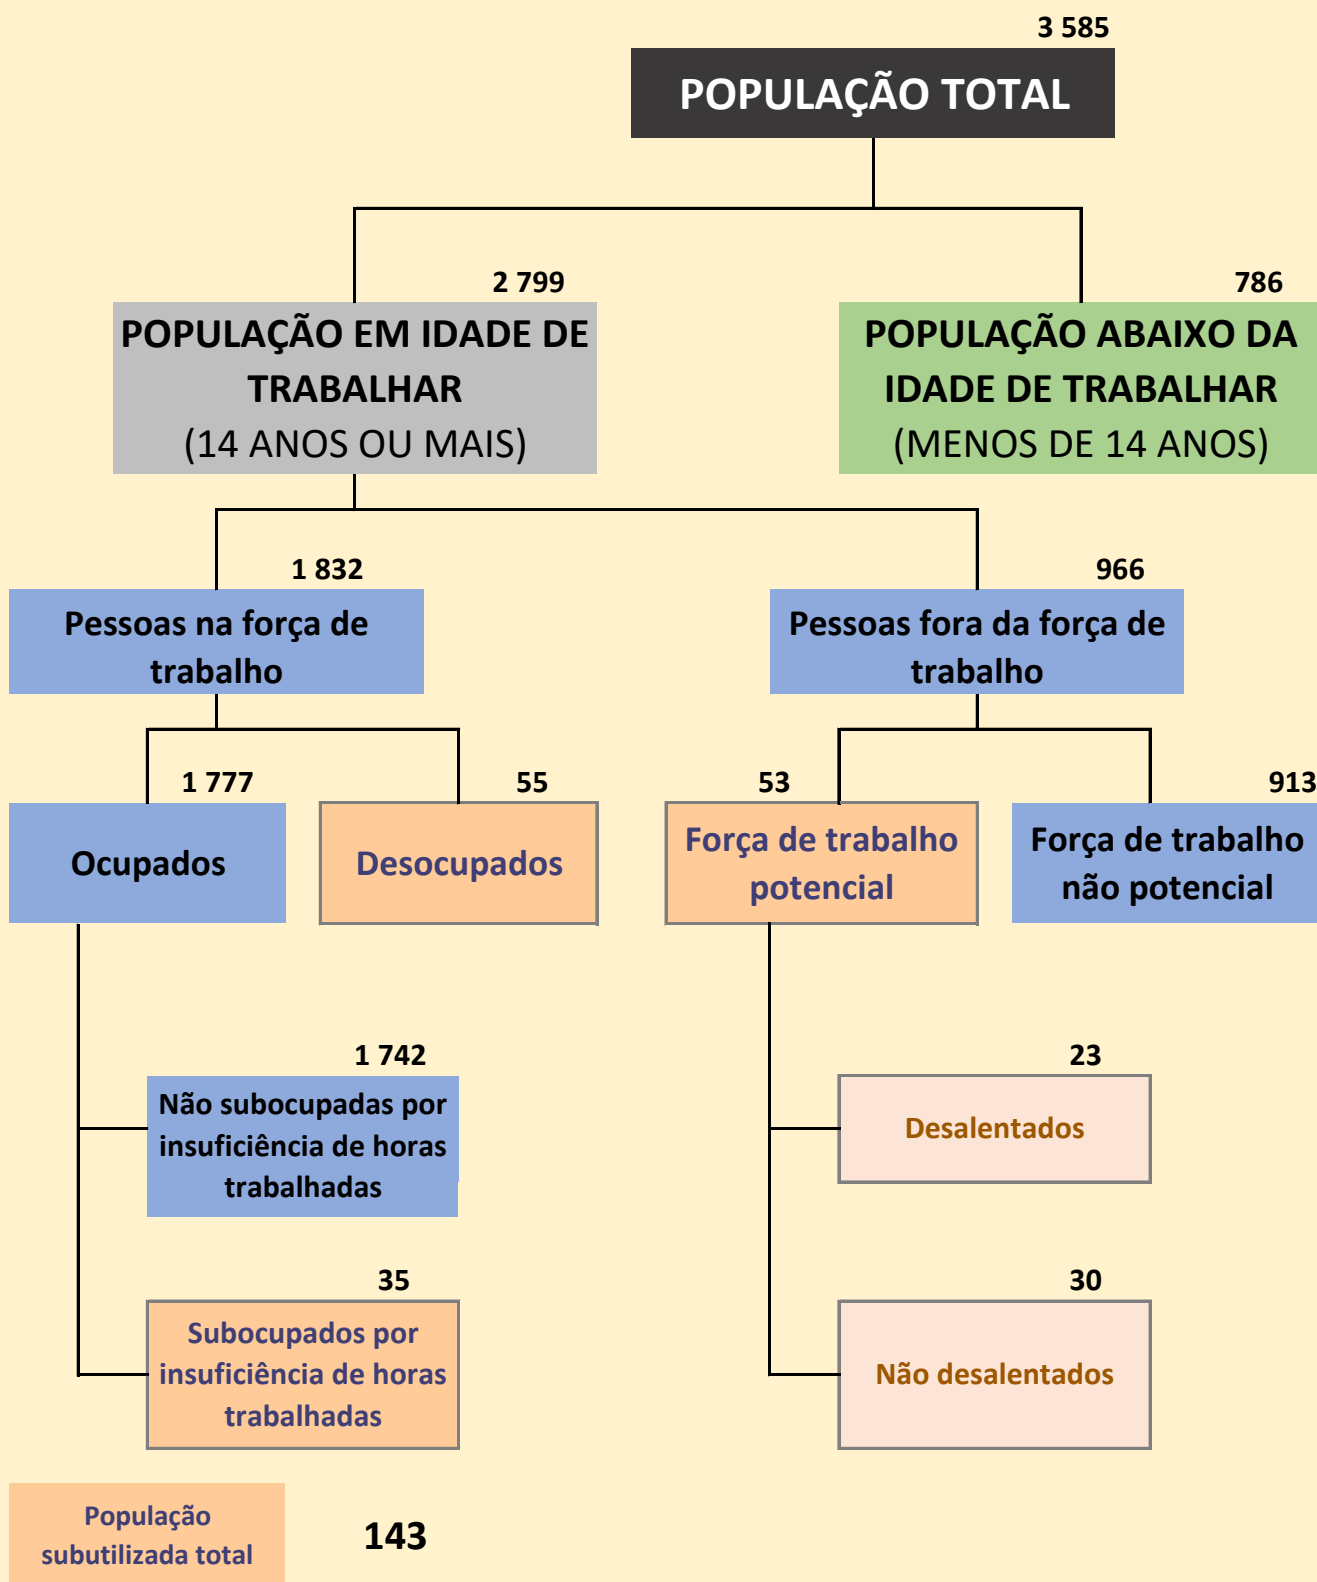 3 585
POPULAÇÃO TOTAL
2 799
POPULAÇÃO EM IDADE DE
TRABALHAR
(14 ANOS OU MAIS)
786
POPULAÇÃO ABAIXO DA
IDADE DE TRABALHAR
(MENOS DE 14 ANOS)
1 832
Pessoas na força de
trabalho
966
Pessoas fora da força de
trabalho
1 777
Ocupados
55
Desocupados
53
Força de trabalho
potencial
913
Força de trabalho
não potencial
1 742
Não subocupadas por
insuficiência de horas
trabalhadas
23
Desalentados
35
Subocupados por
insuficiência de horas
trabalhadas
30
Não desalentados
População
subutilizada total
143